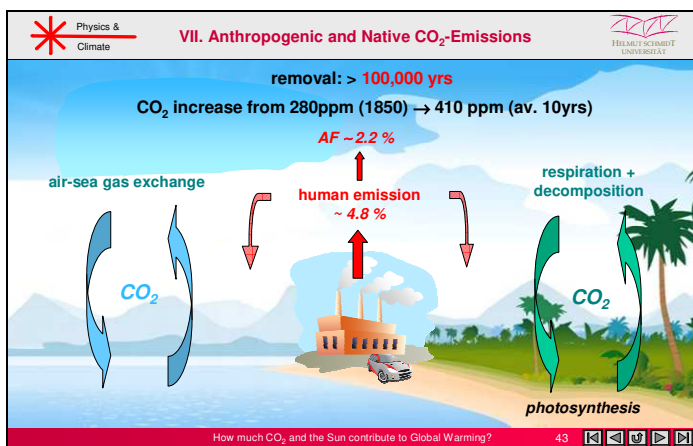 Physics &
Climate
VII. Anthropogenic and Native CO₂-Emissions
HELMUT SCHMIDT
UNIVERSITÄT
removal: > 100,000 yrs
CO₂ increase from 280ppm (1850) → 410 ppm (av. 10yrs)
AF ~ 2.2 %
air-sea gas exchange
respiration +
decomposition
human emission
~ 4.8 %
CO₂
CO₂
photosynthesis
How much CO₂ and the Sun contribute to Global Warming?
43